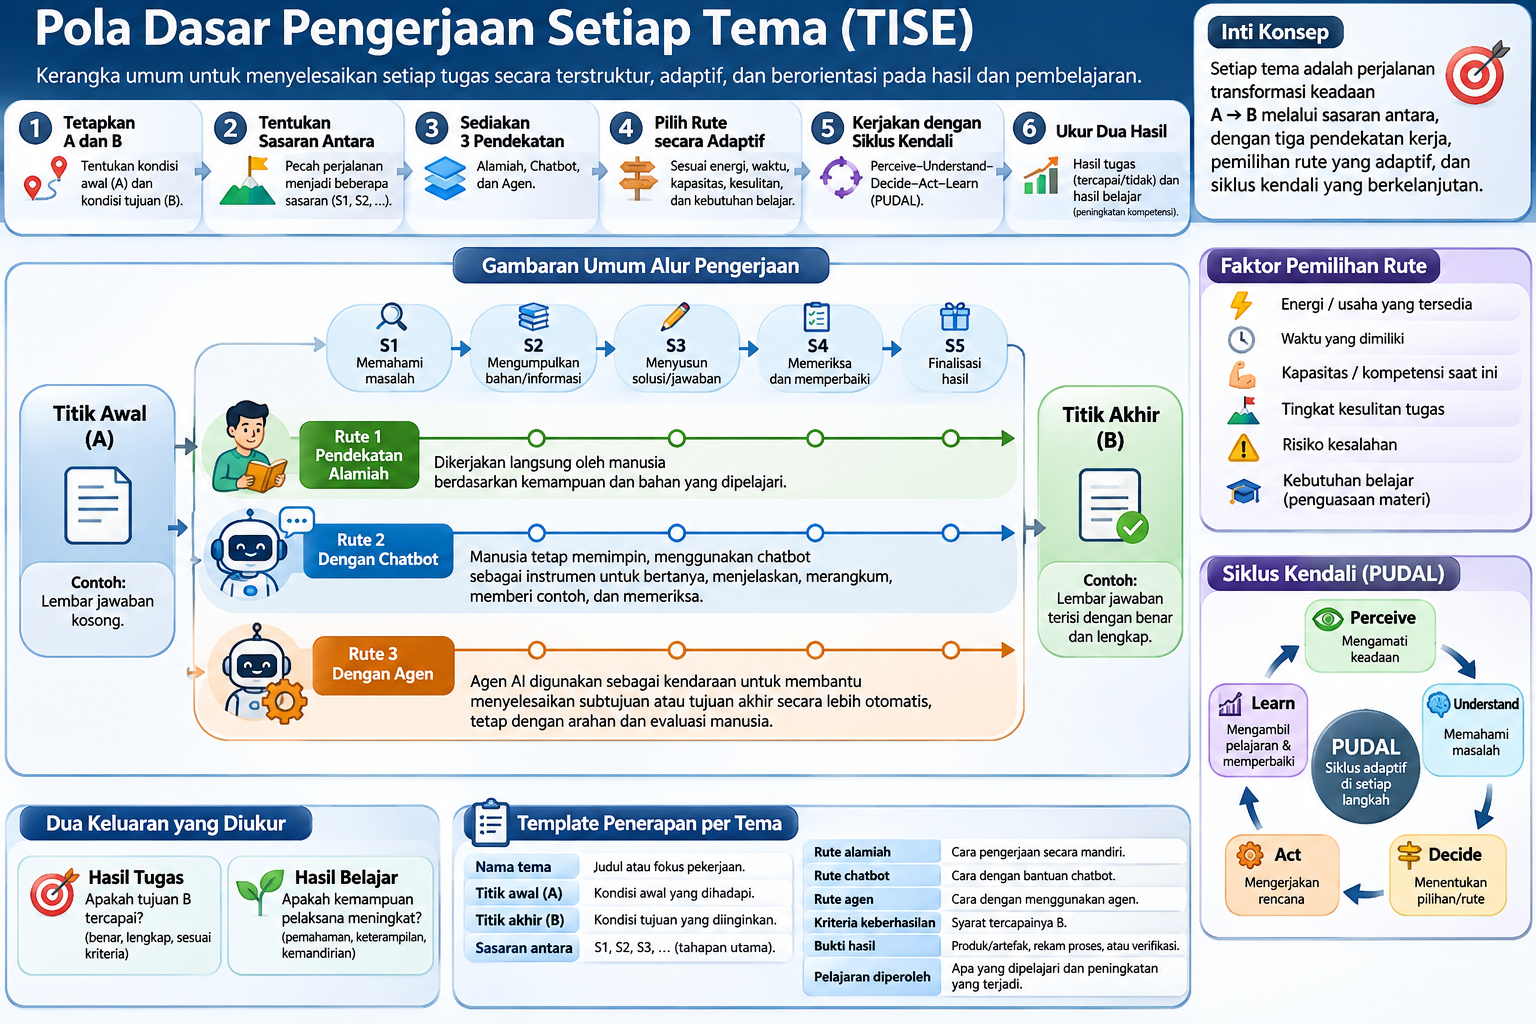 Pola Dasar Pengerjaan Setiap Tema (TISE)
Kerangka umum untuk menyelesaikan setiap tugas secara terstruktur, adaptif, dan berorientasi pada hasil dan pembelajaran.
1
Tetapkan
A dan B
Tentukan kondisi
awal (A) dan
kondisi tujuan (B).
2
Tentukan
Sasaran Antara
Pecah perjalanan
menjadi beberapa
sasaran (S1, S2, ...).
3
Sediakan
3 Pendekatan
Alamiah, Chatbot,
dan Agen.
4
Pilih Rute
secara Adaptif
Sesuai energi, waktu,
kapasitas, kesulitan,
dan kebutuhan belajar.
5
Kerjakan dengan
Siklus Kendali
Perceive–Understand–
Decide–Act–Learn
(PUDAL).
6
Ukur Dua Hasil
Hasil tugas
(tercapai/tidak) dan
hasil belajar
(peningkatan kompetensi).
Inti Konsep
Setiap tema adalah perjalanan
transformasi keadaan
A → B melalui sasaran antara,
dengan tiga pendekatan kerja,
pemilihan rute yang adaptif, dan
siklus kendali yang berkelanjutan.
Gambaran Umum Alur Pengerjaan
S1
Memahami
masalah
S2
Mengumpulkan
bahan/informasi
S3
Menyusun
solusi/jawaban
S4
Memeriksa
dan memperbaiki
S5
Finalisasi
hasil
Titik Awal
(A)
Contoh:
Lembar jawaban
kosong.
Rute 1
Pendekatan
Alamiah
Dikerjakan langsung oleh manusia
berdasarkan kemampuan dan bahan yang dipelajari.
Rute 2
Dengan Chatbot
Manusia tetap memimpin, menggunakan chatbot
sebagai instrumen untuk bertanya, menjelaskan, merangkum,
memberi contoh, dan memeriksa.
Rute 3
Dengan Agen
Agen AI digunakan sebagai kendaraan untuk membantu
menyelesaikan subtujuan atau tujuan akhir secara lebih otomatis,
tetap dengan arahan dan evaluasi manusia.
Titik Akhir
(B)
Contoh:
Lembar jawaban
terisi dengan benar
dan lengkap.
Faktor Pemilihan Rute
Energi / usaha yang tersedia
Waktu yang dimiliki
Kapasitas / kompetensi saat ini
Tingkat kesulitan tugas
Risiko kesalahan
Kebutuhan belajar
(penguasaan materi)
Siklus Kendali (PUDAL)
Perceive
Mengamati
keadaan
Understand
Memahami
masalah
Decide
Menentukan
pilihan/rute
Act
Mengerjakan
rencana
Learn
Mengambil
pelajaran &
memperbaiki
PUDAL
Siklus adaptif
di setiap
langkah
Dua Keluaran yang Diukur
Hasil Tugas
Apakah tujuan B
tercapai?
(benar, lengkap, sesuai
kriteria)
Hasil Belajar
Apakah kemampuan
pelaksana meningkat?
(pemahaman, keterampilan,
kemandirian)
Template Penerapan per Tema
Nama tema Judul atau fokus pekerjaan.
Titik awal (A) Kondisi awal yang dihadapi.
Titik akhir (B) Kondisi tujuan yang diinginkan.
Sasaran antara S1, S2, S3, ... (tahapan utama).
Rute alamiah Cara pengerjaan secara mandiri.
Rute chatbot Cara dengan bantuan chatbot.
Rute agen Cara dengan menggunakan agen.
Kriteria keberhasilan Syarat tercapainya B.
Bukti hasil Produk/artefak, rekam proses, atau verifikasi.
Pelajaran diperoleh Apa yang dipelajari dan peningkatan
yang terjadi.